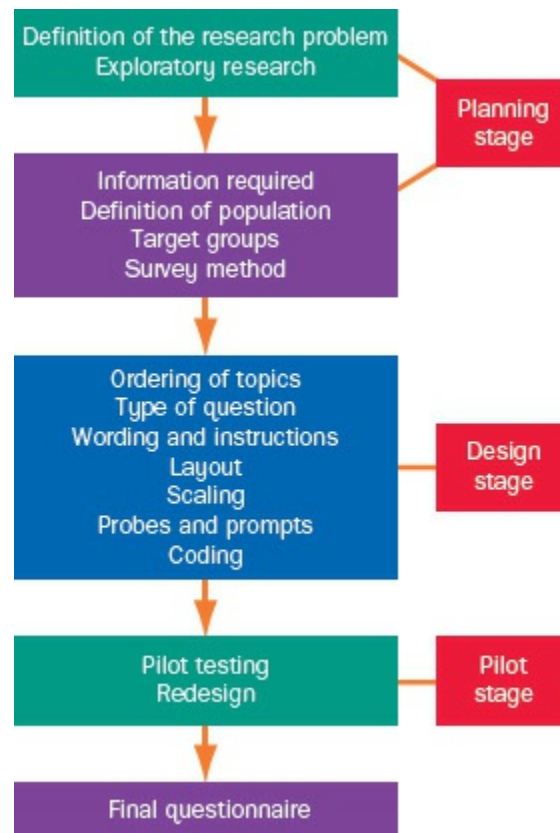 Definition of the research problem
Exploratory research
Planning
stage
Information required
Definition of population
Target groups
Survey method
Ordering of topics
Type of question
Wording and instructions
Layout
Scaling
Probes and prompts
Coding
Design
stage
Pilot testing
Redesign
Pilot
stage
Final questionnaire